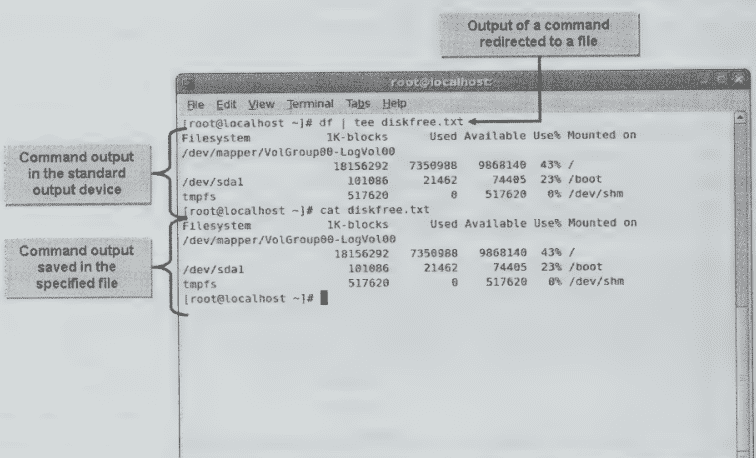 Output of a command
redirected to a file
root@localhost:
File Edit View Terminal Tabs Help
[root@localhost ~]# df | tee diskfree.txt
Filesystem 1K-blocks Used Available Use% Mounted on
/dev/mapper/VolGroup00-LogVol00
18156292 7350988 9868140 43% /
/dev/sda1 101086 21462 74405 23% /boot
tmpfs 517620 0 517620 0% /dev/shm
[root@localhost ~]# cat diskfree.txt
Filesystem 1K-blocks Used Available Use% Mounted on
/dev/mapper/VolGroup00-LogVol00
18156292 7350988 9868140 43% /
/dev/sda1 101086 21462 74405 23% /boot
tmpfs 517620 0 517620 0% /dev/shm
[root@localhost ~]#
Command output
in the standard
output device
Command output
saved in the
specified file